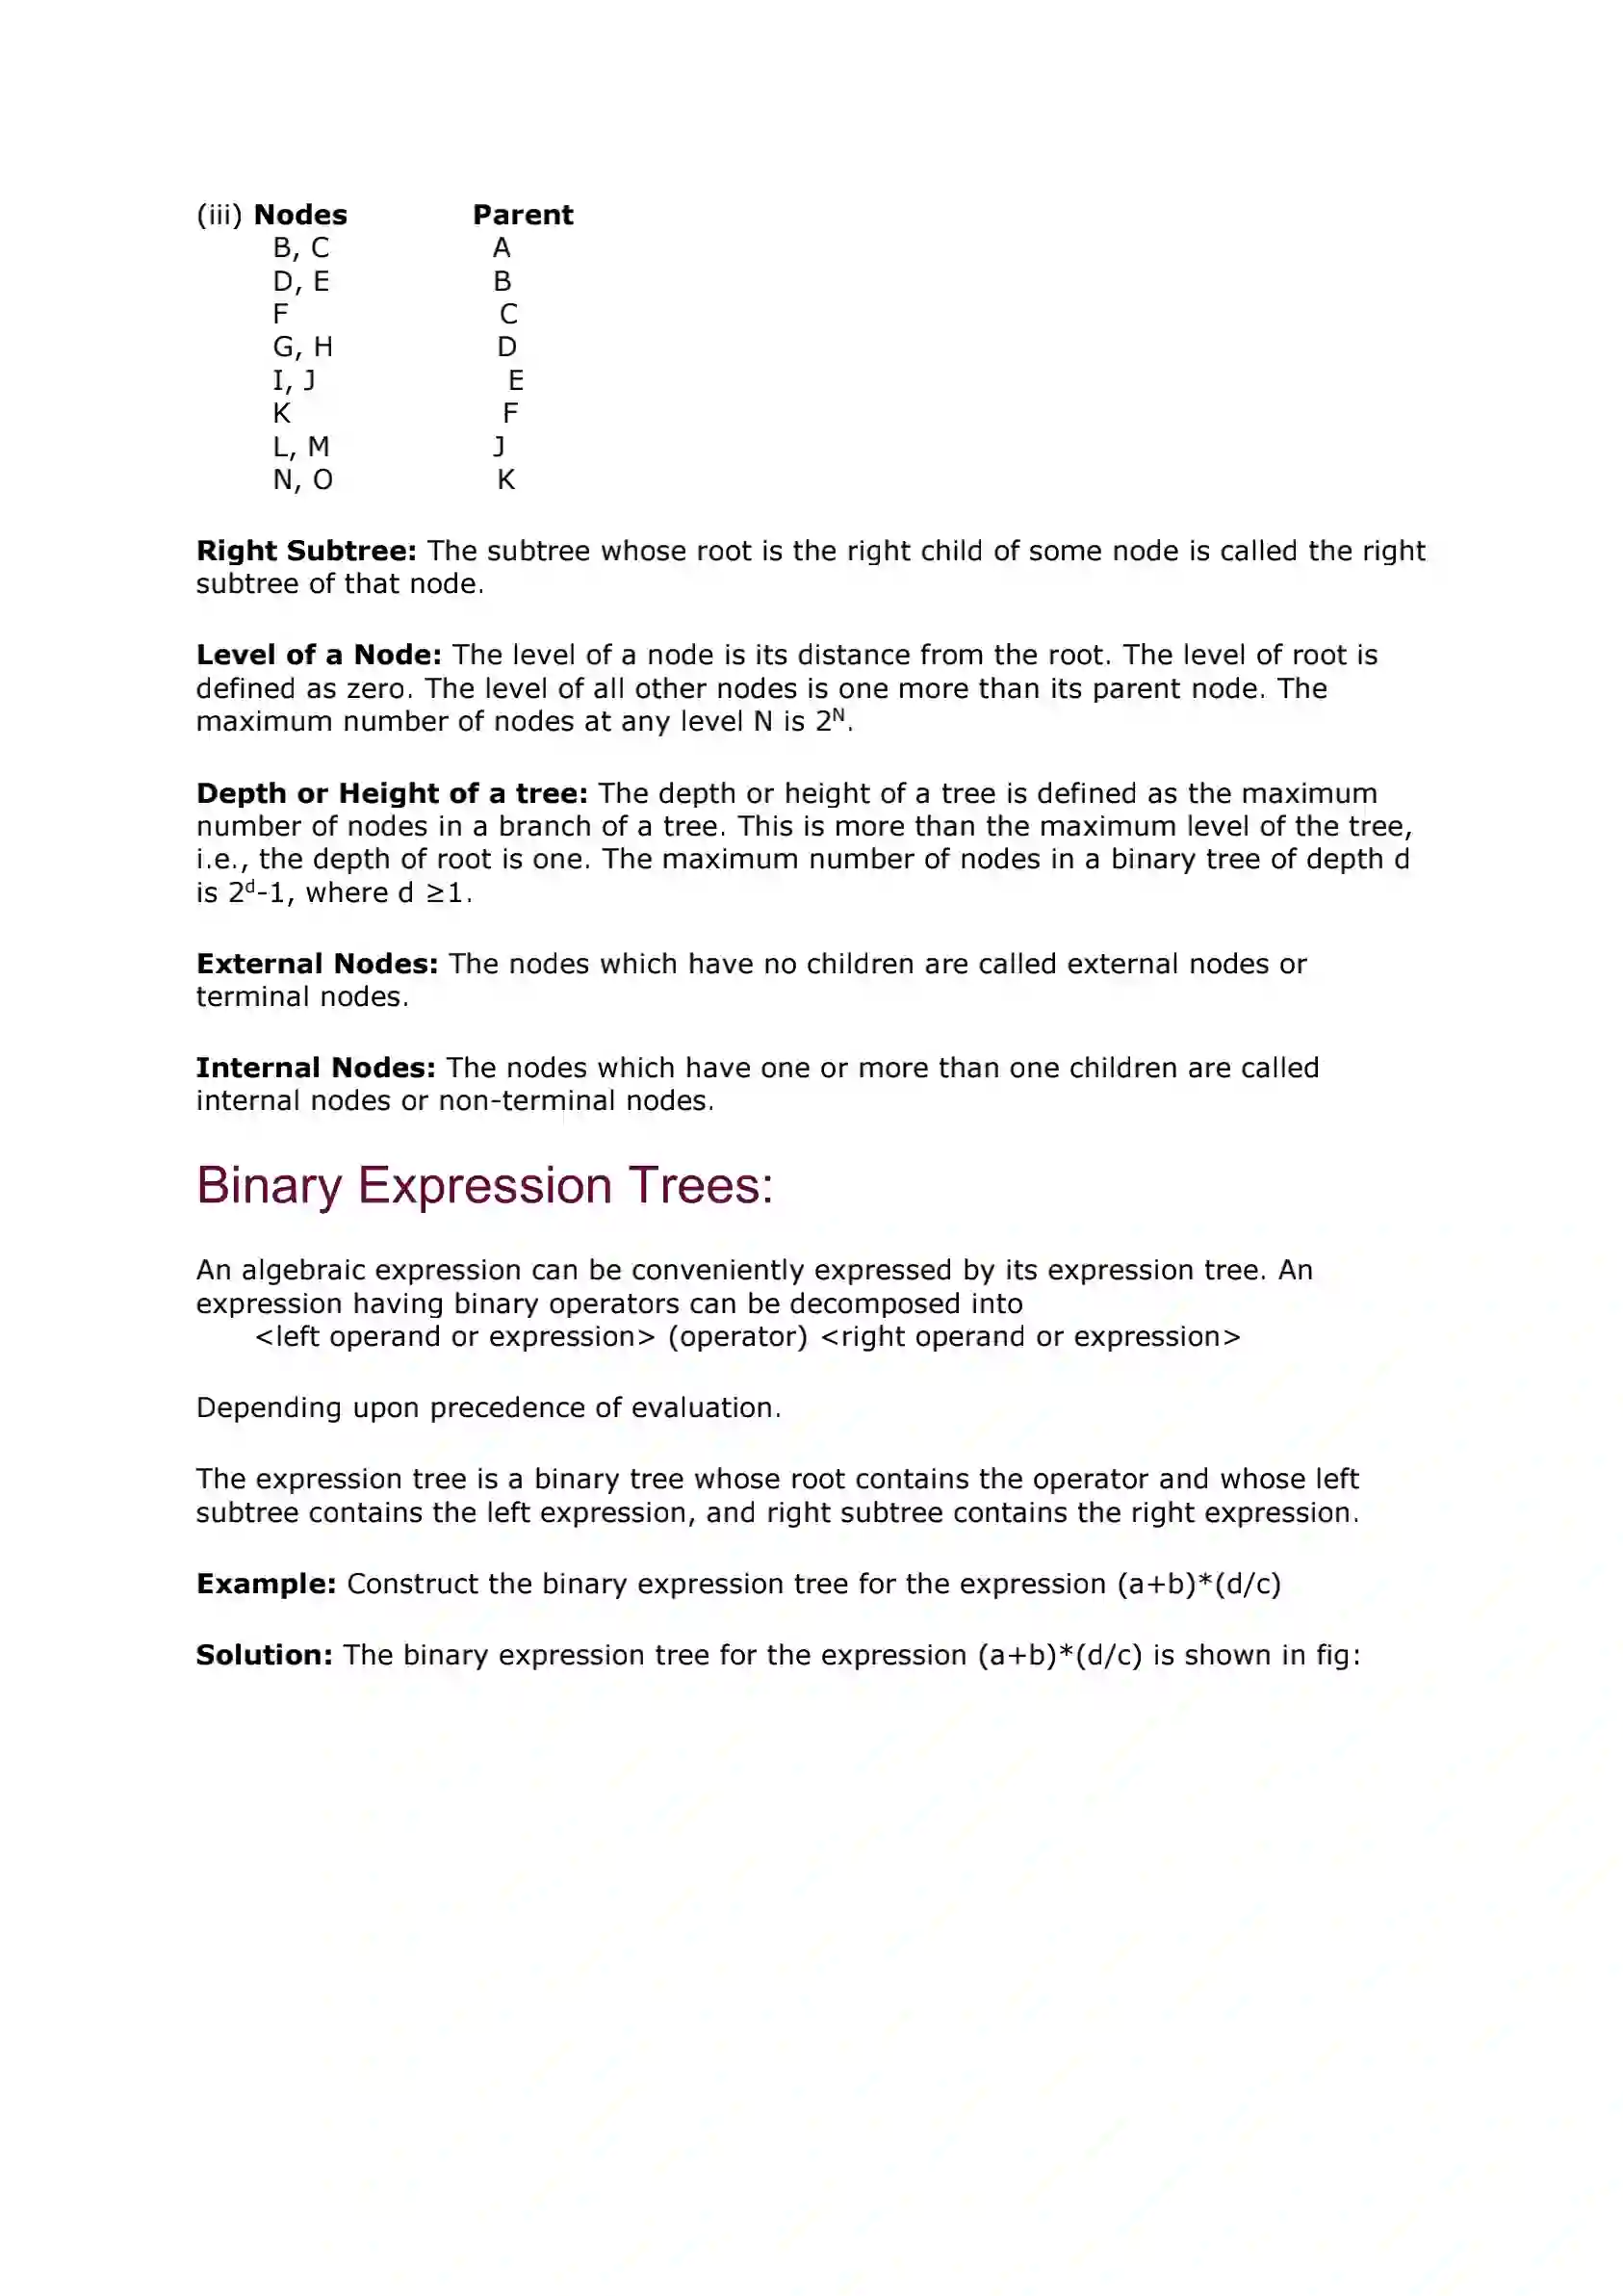 (iii) Nodes Parent
B, C A
D, E B
F C
G, H D
I, J E
K F
L, M J
N, O K
Right Subtree: The subtree whose root is the right child of some node is called the right
subtree of that node.
Level of a Node: The level of a node is its distance from the root. The level of root is
defined as zero. The level of all other nodes is one more than its parent node. The
maximum number of nodes at any level N is 2ᴺ.
Depth or Height of a tree: The depth or height of a tree is defined as the maximum
number of nodes in a branch of a tree. This is more than the maximum level of the tree,
i.e., the depth of root is one. The maximum number of nodes in a binary tree of depth d
is 2ᵈ-1, where d ≥1.
External Nodes: The nodes which have no children are called external nodes or
terminal nodes.
Internal Nodes: The nodes which have one or more than one children are called
internal nodes or non-terminal nodes.
Binary Expression Trees:
An algebraic expression can be conveniently expressed by its expression tree. An
expression having binary operators can be decomposed into
<left operand or expression> (operator) <right operand or expression>
Depending upon precedence of evaluation.
The expression tree is a binary tree whose root contains the operator and whose left
subtree contains the left expression, and right subtree contains the right expression.
Example: Construct the binary expression tree for the expression (a+b)*(d/c)
Solution: The binary expression tree for the expression (a+b)*(d/c) is shown in fig: